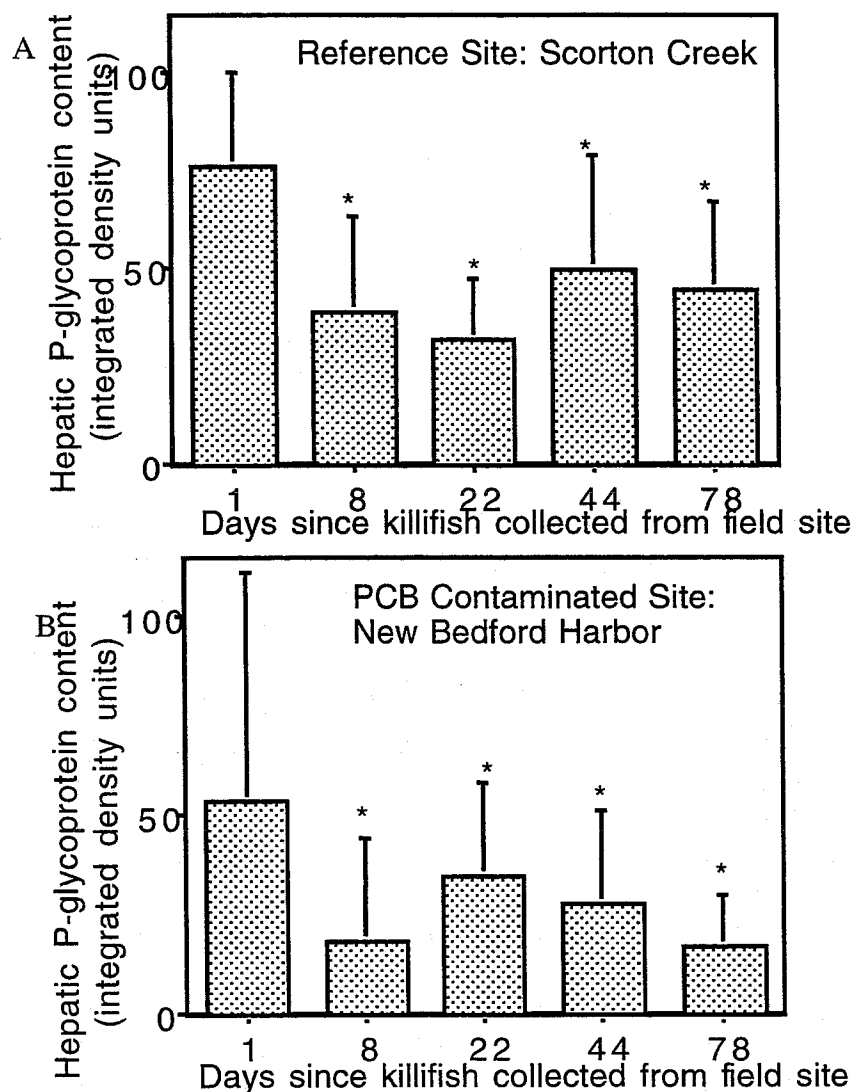 A
Reference Site: Scorton Creek
Hepatic P-glycoprotein content
(integrated density units)
100
50
0
*
*
*
*
1 8 22 44 78
Days since killifish collected from field site
B
PCB Contaminated Site:
New Bedford Harbor
Hepatic P-glycoprotein content
(integrated density units)
100
50
0
*
*
*
*
1 8 22 44 78
Days since killifish collected from field site